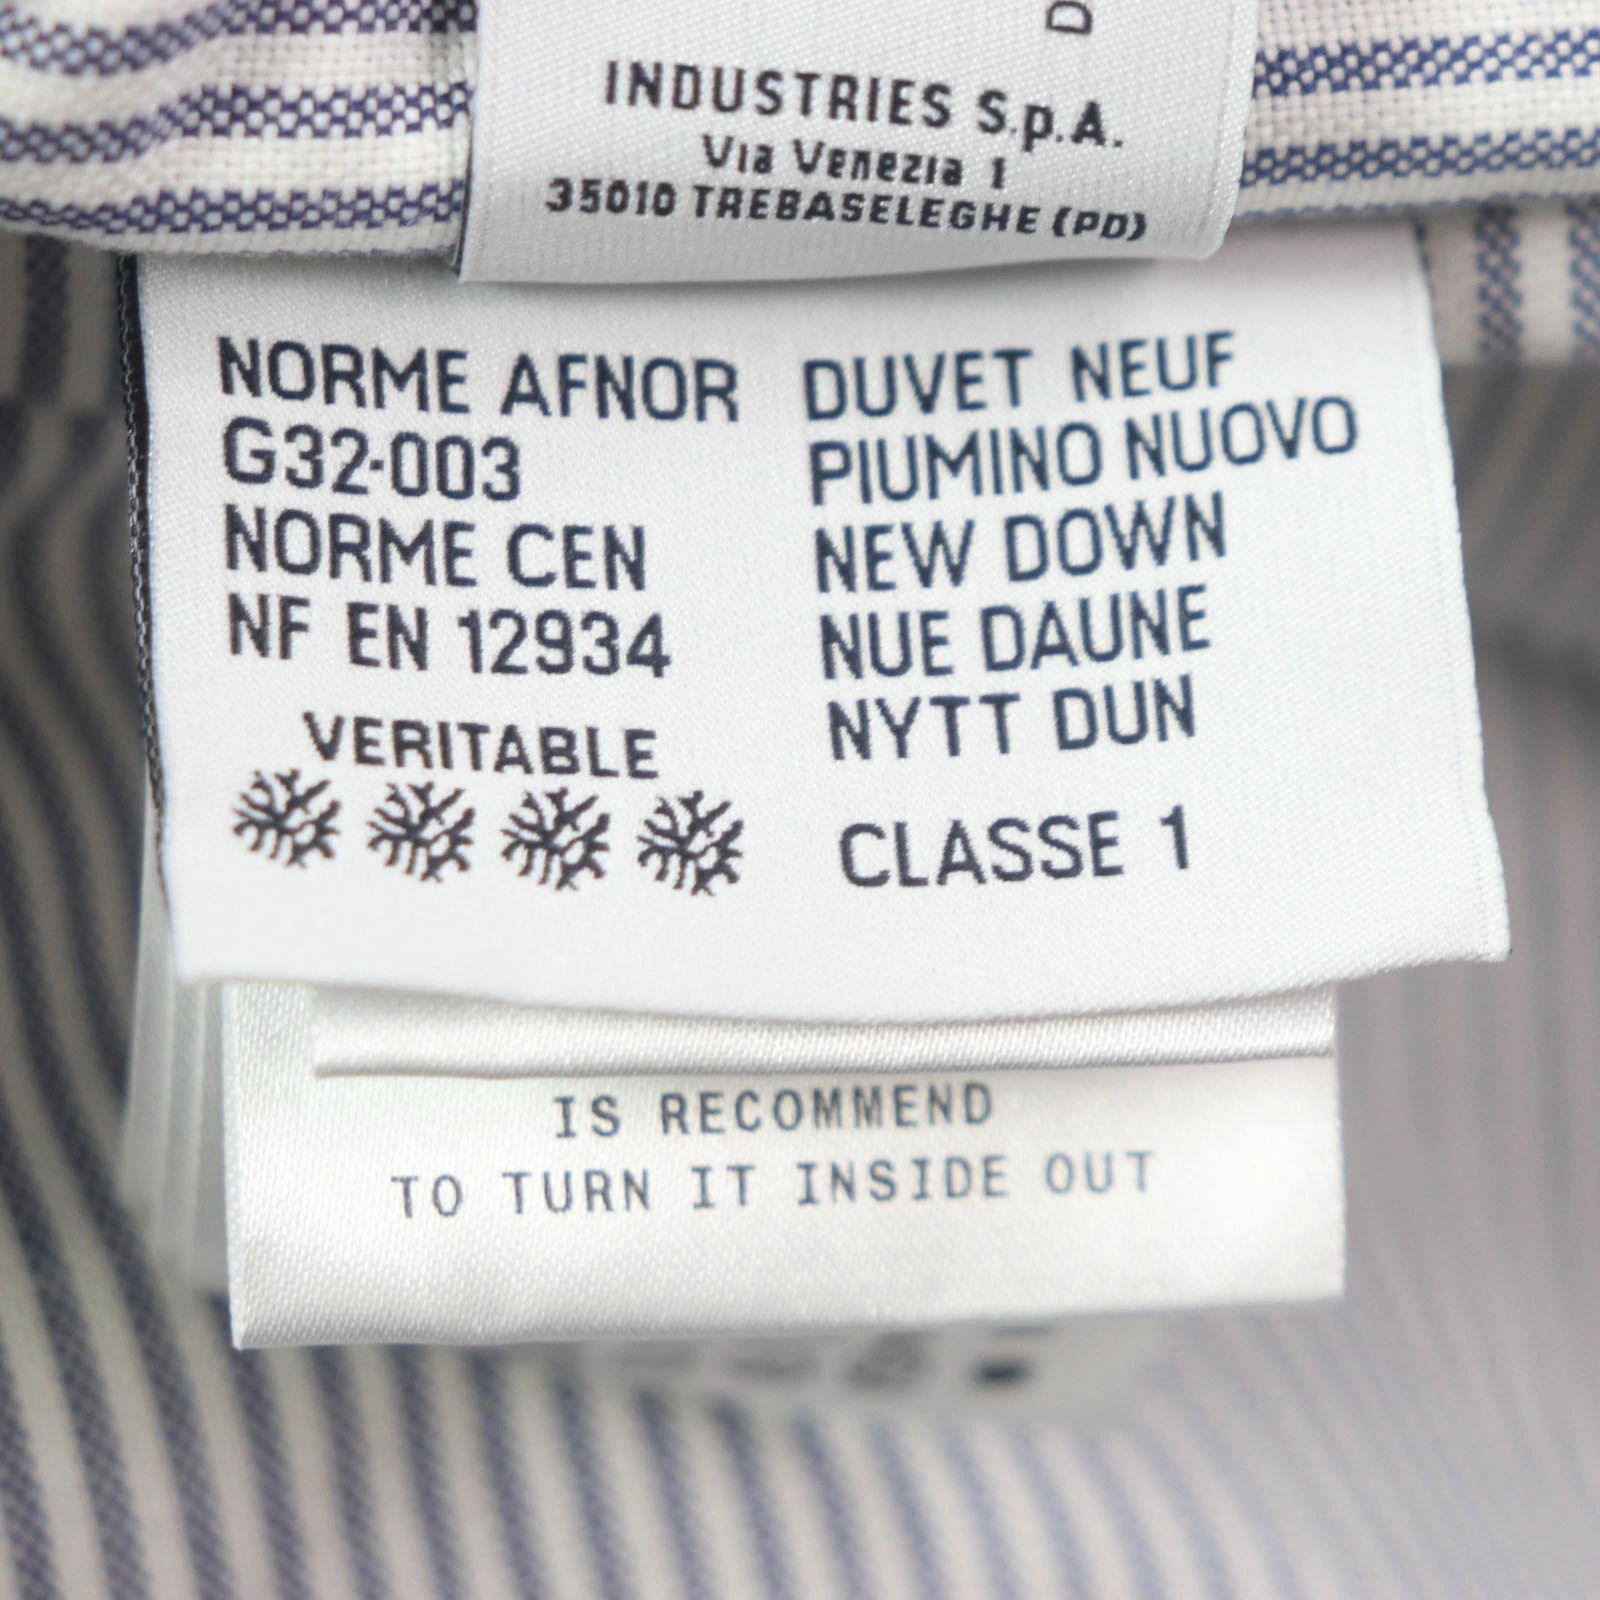 D
INDUSTRIES S.p.A.
Via Venezia 1
35010 TREBASELEGHE (PD)
NORME AFNOR
G32-003
NORME CEN
NF EN 12934
VERITABLE
DUVET NEUF
PIUMINO NUOVO
NEW DOWN
NUE DAUNE
NYTT DUN
CLASSE 1
IS RECOMMEND
TO TURN IT INSIDE OUT